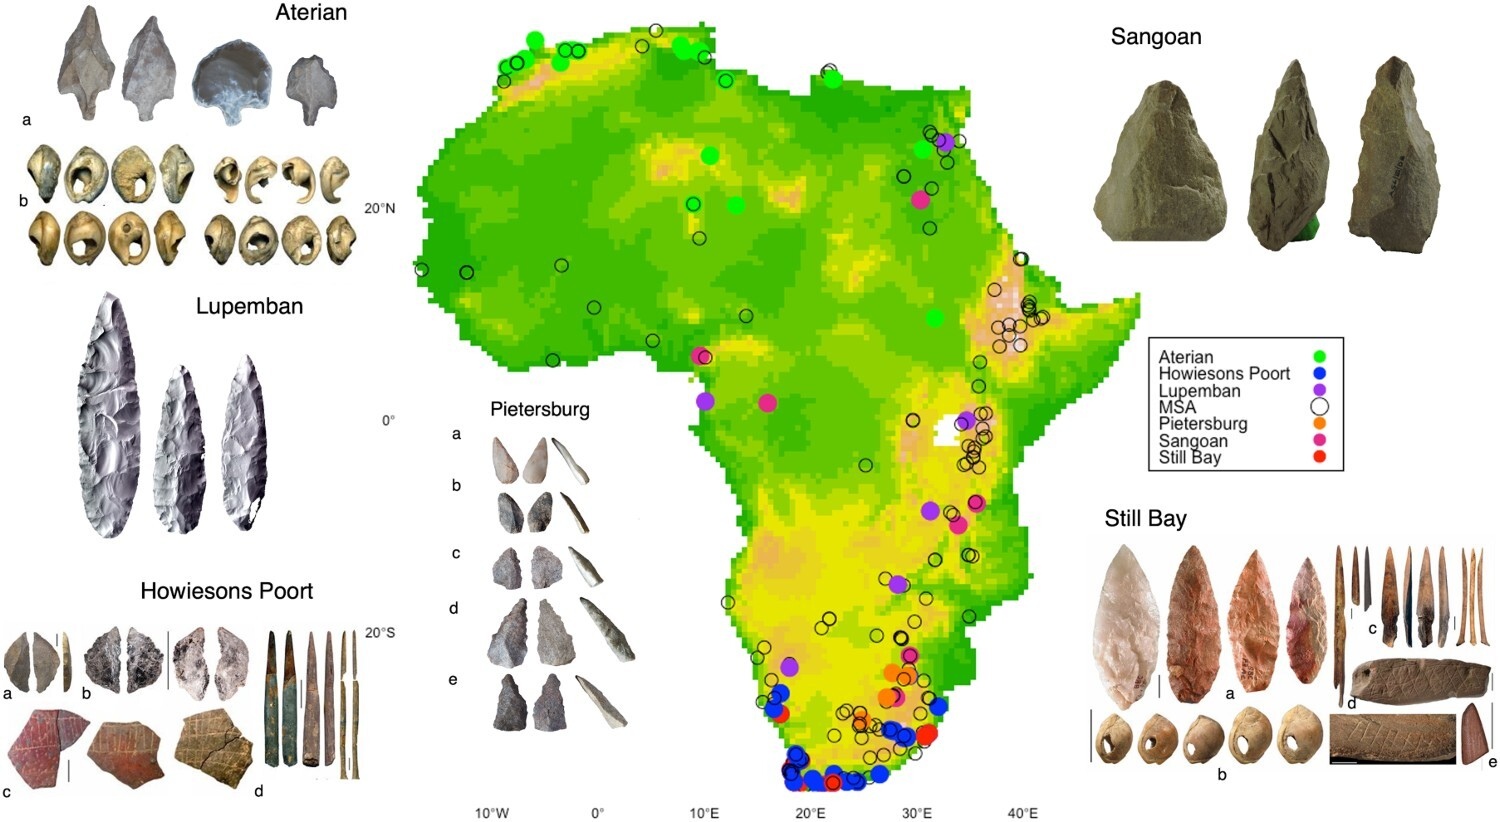 Aterian
a
b
Lupemban
Howiesons Poort
a
b
c
d
20°N
0°
20°S
10°W
0°
10°E
20°E
30°E
40°E
Pietersburg
a
b
c
d
e
Sangoan
Aterian
Howiesons Poort
Lupemban
MSA
Pietersburg
Sangoan
Still Bay
Still Bay
a
b
c
d
e